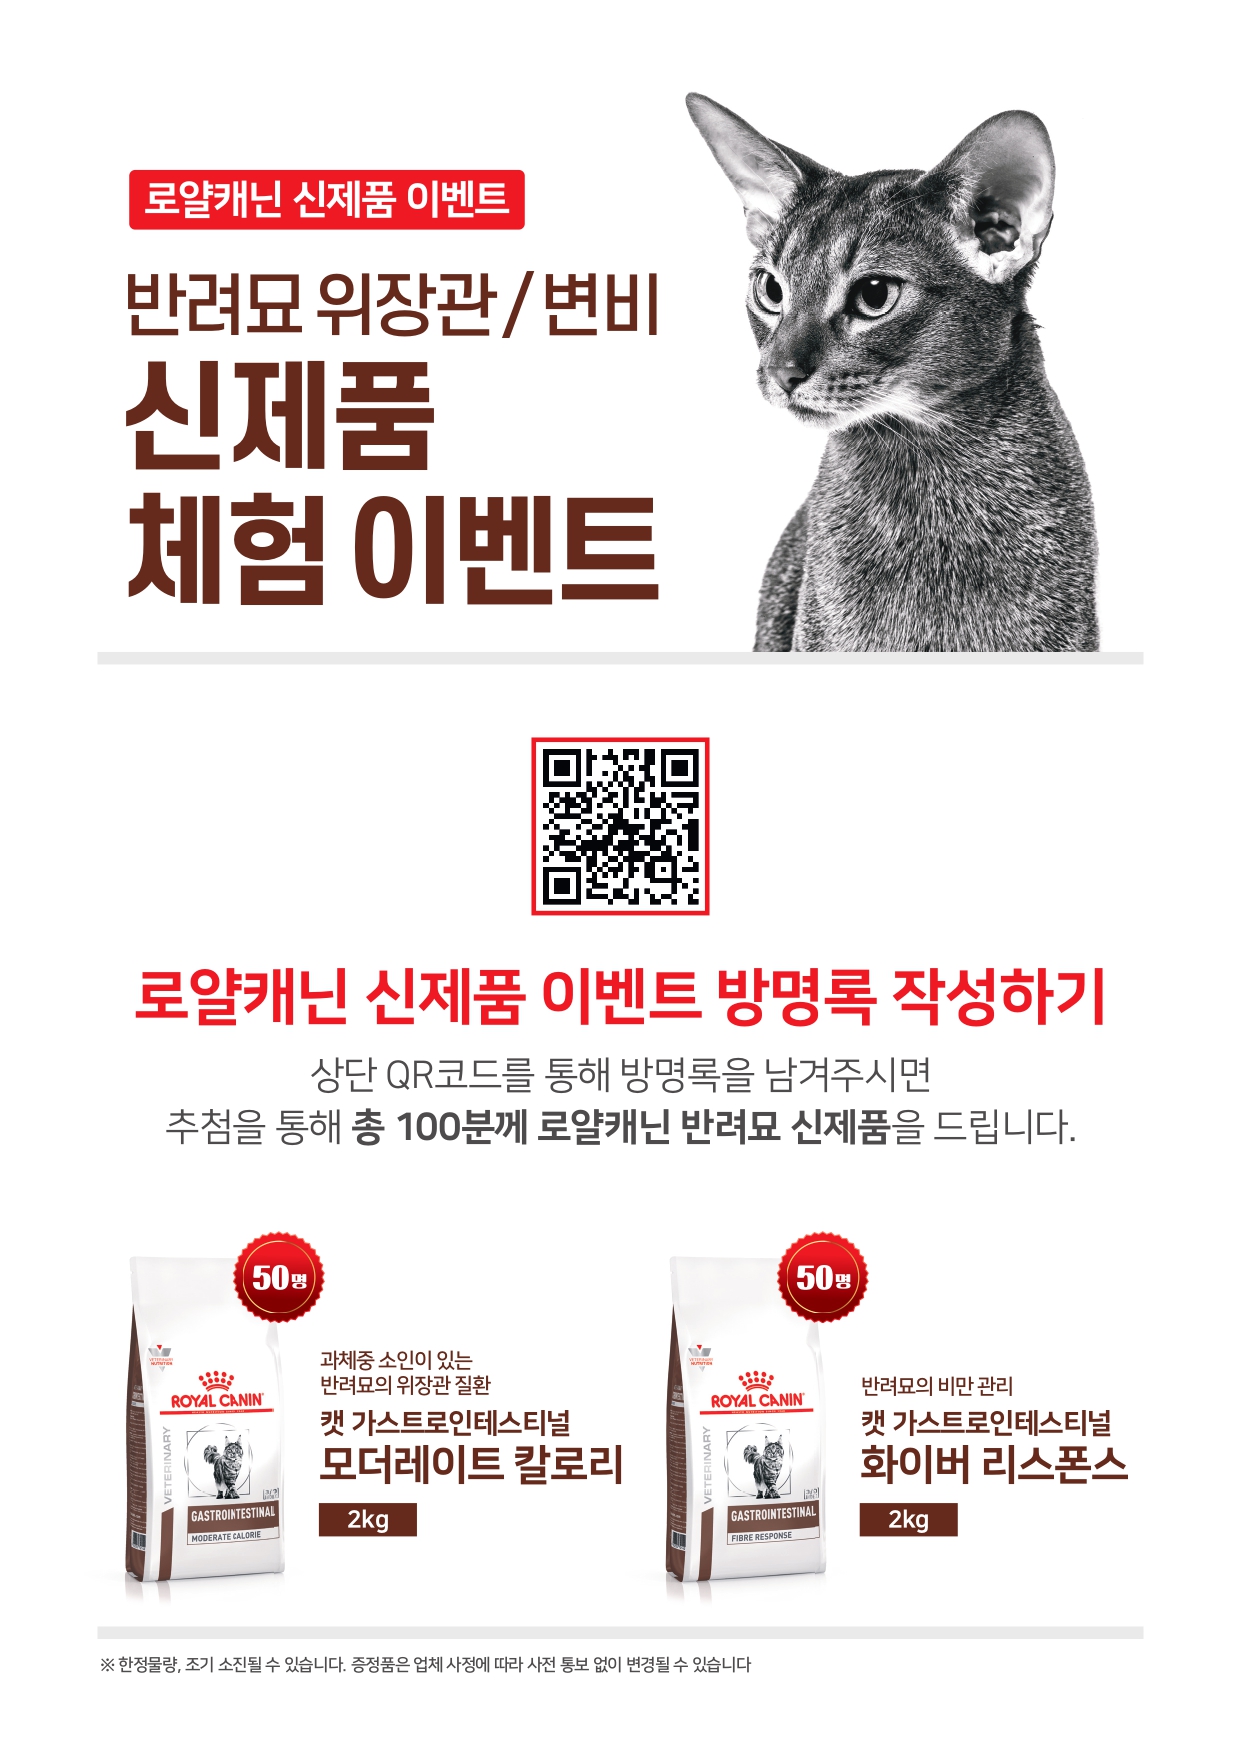 로얄캐닌 신제품 이벤트
반려묘 위장관 / 변비
신제품
체험 이벤트
로얄캐닌 신제품 이벤트 방명록 작성하기
상단 QR코드를 통해 방명록을 남겨주시면
추첨을 통해 총 100분께 로얄캐닌 반려묘 신제품을 드립니다.
50명
VETERINARY
NUTRITION
ROYAL CANIN
VETERINARY
GASTROINTESTINAL
MODERATE CALORIE
과체중 소인이 있는
반려묘의 위장관 질환
캣 가스트로인테스티널
모더레이트 칼로리
2kg
50명
VETERINARY
NUTRITION
ROYAL CANIN
VETERINARY
GASTROINTESTINAL
FIBRE RESPONSE
반려묘의 비만 관리
캣 가스트로인테스티널
화이버 리스폰스
2kg
※ 한정물량, 조기 소진될 수 있습니다. 증정품은 업체 사정에 따라 사전 통보 없이 변경될 수 있습니다